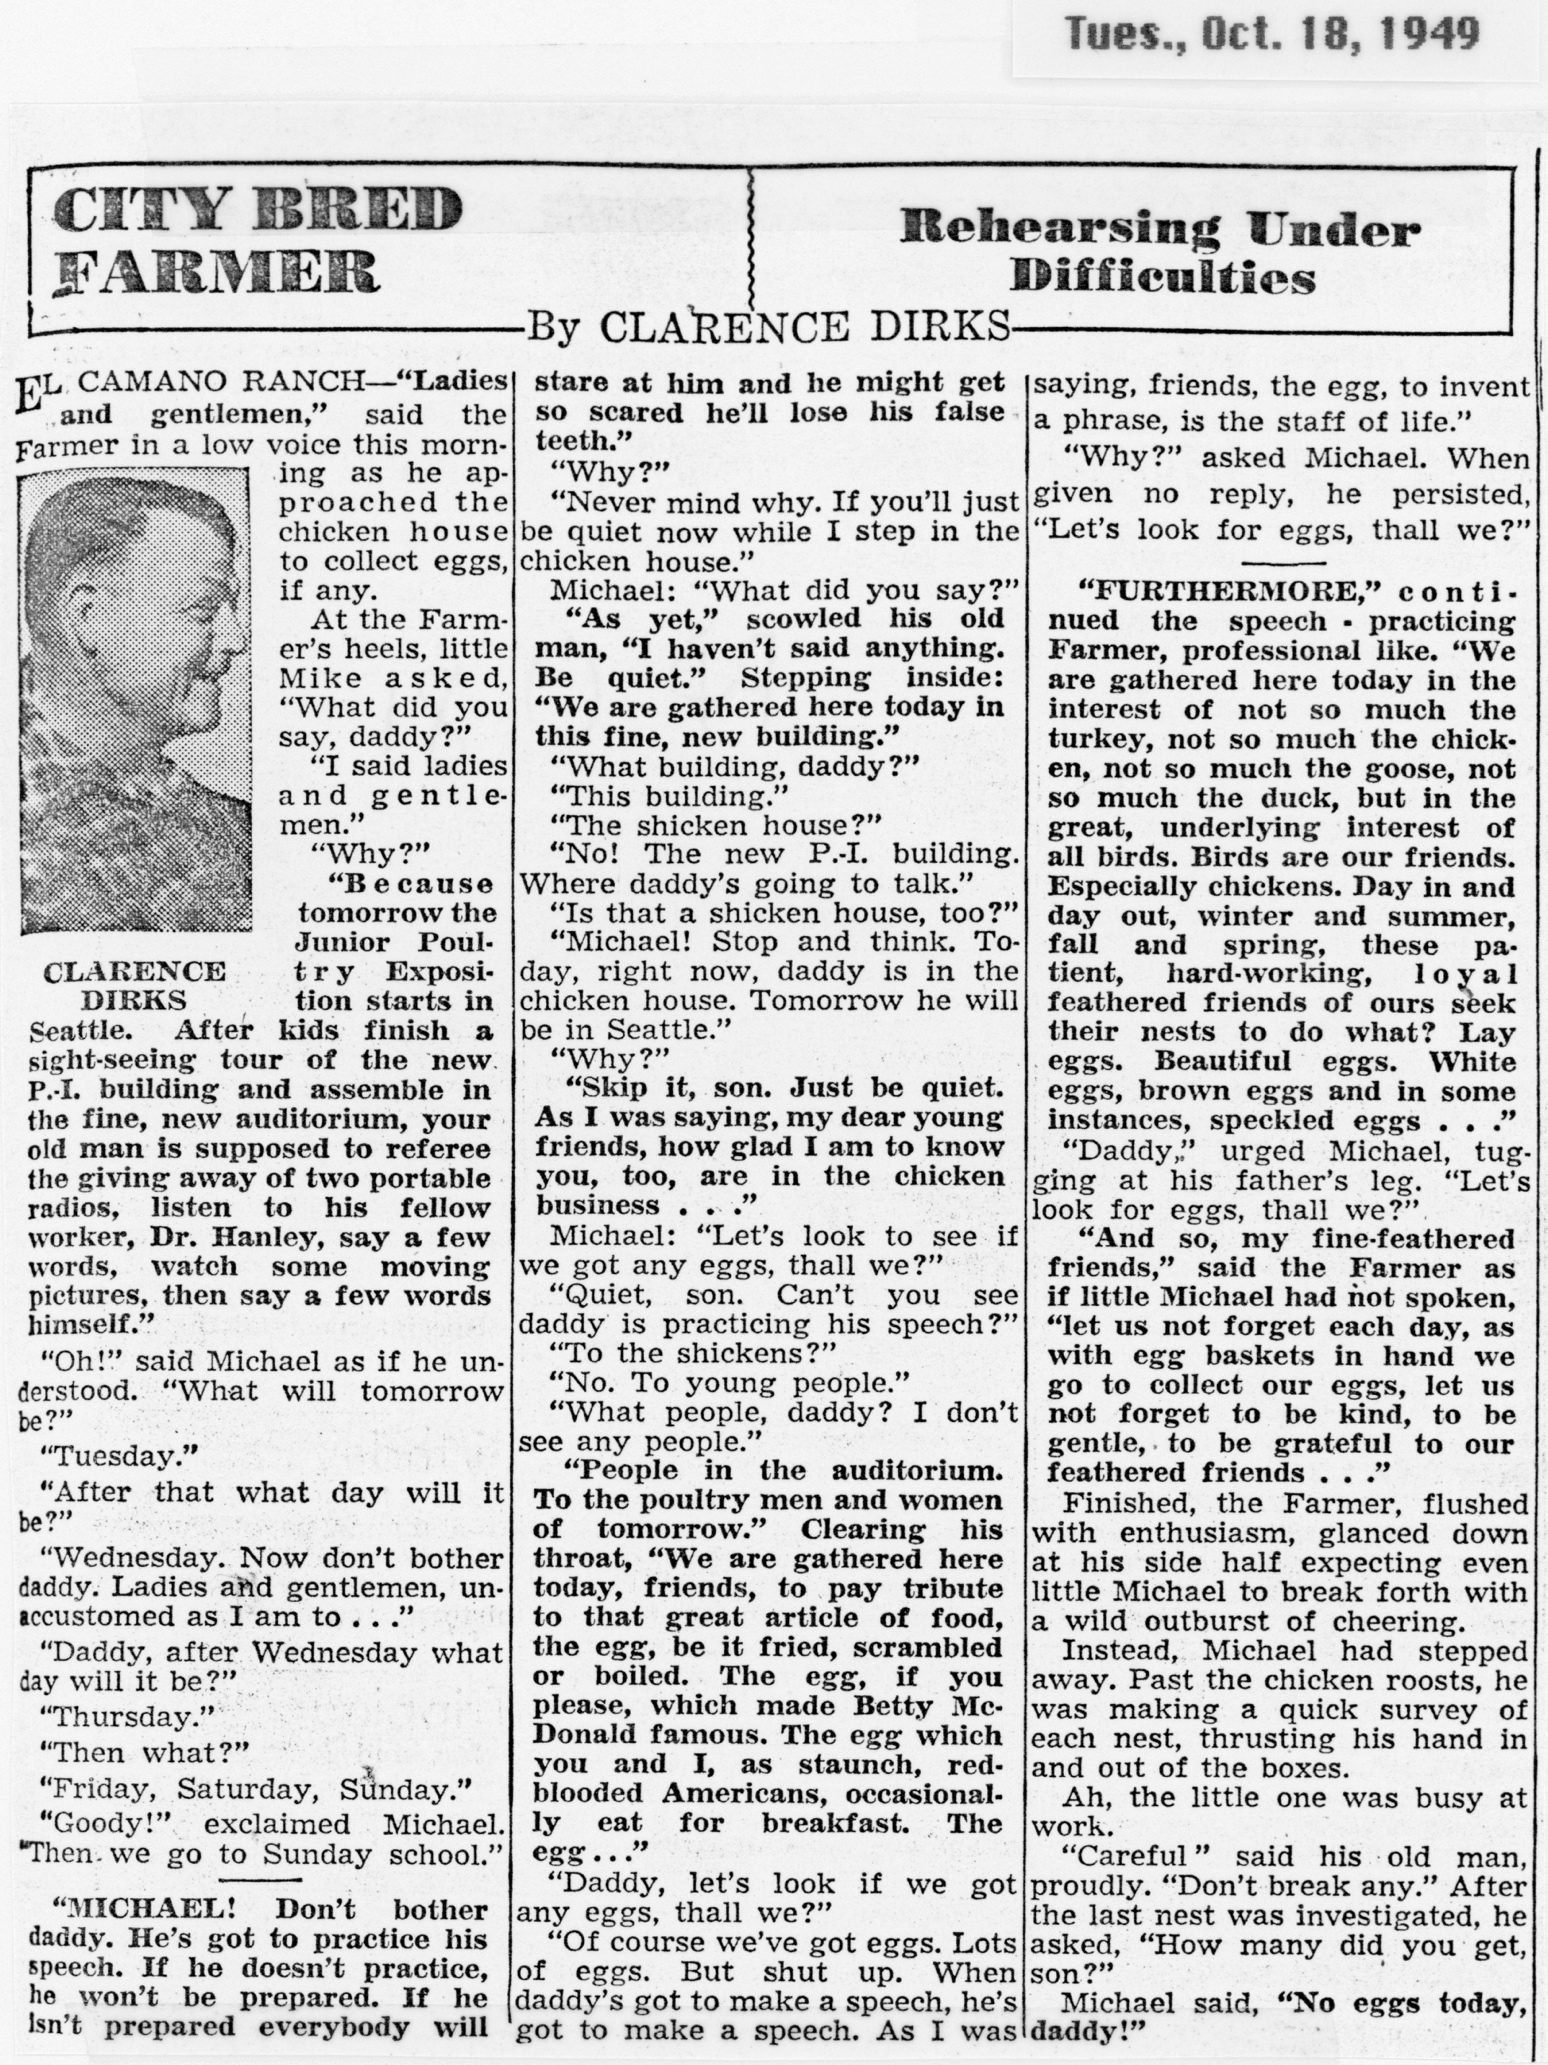 Tues., Oct. 18, 1949
CITY BRED
FARMER
Rehearsing Under
Difficulties
By CLARENCE DIRKS
EL CAMANO RANCH—“Ladies
and gentlemen,” said the
Farmer in a low voice this morn-
ing as he ap-
proached the
chicken house
to collect eggs,
if any.
At the Farm-
er's heels, little
Mike asked,
“What did you
say, daddy?”
“I said ladies
and gentle-
men.”
“Why?”
“Because
tomorrow the
Junior Poul-
try Exposi-
tion starts in
CLARENCE
DIRKS
Seattle. After kids finish a
sight-seeing tour of the new
P.-I. building and assemble in
the fine, new auditorium, your
old man is supposed to referee
the giving away of two portable
radios, listen to his fellow
worker, Dr. Hanley, say a few
words, watch some moving
pictures, then say a few words
himself.”
“Oh!” said Michael as if he un-
derstood. “What will tomorrow
be?”
“Tuesday.”
“After that what day will it
be?”
“Wednesday. Now don't bother
daddy. Ladies and gentlemen, un-
accustomed as I am to . . .”
“Daddy, after Wednesday what
day will it be?”
“Thursday.”
“Then what?”
“Friday, Saturday, Sunday.”
“Goody!” exclaimed Michael.
“Then we go to Sunday school.”
“MICHAEL! Don't bother
daddy. He's got to practice his
speech. If he doesn't practice,
he won't be prepared. If he
isn't prepared everybody will
stare at him and he might get
so scared he'll lose his false
teeth.”
“Why?”
“Never mind why. If you'll just
be quiet now while I step in the
chicken house.”
Michael: “What did you say?”
“As yet,” scowled his old
man, “I haven't said anything.
Be quiet.” Stepping inside:
“We are gathered here today in
this fine, new building.”
“What building, daddy?”
“This building.”
“The shicken house?”
“No! The new P.-I. building.
Where daddy's going to talk.”
“Is that a shicken house, too?”
“Michael! Stop and think. To-
day, right now, daddy is in the
chicken house. Tomorrow he will
be in Seattle.”
“Why?”
“Skip it, son. Just be quiet.
As I was saying, my dear young
friends, how glad I am to know
you, too, are in the chicken
business . . .”
Michael: “Let's look to see if
we got any eggs, thall we?”
“Quiet, son. Can't you see
daddy is practicing his speech?”
“To the shickens?”
“No. To young people.”
“What people, daddy? I don't
see any people.”
“People in the auditorium.
To the poultry men and women
of tomorrow.” Clearing his
throat, “We are gathered here
today, friends, to pay tribute
to that great article of food,
the egg, be it fried, scrambled
or boiled. The egg, if you
please, which made Betty Mc-
Donald famous. The egg which
you and I, as staunch, red-
blooded Americans, occasional-
ly eat for breakfast. The
egg . . .”
“Daddy, let's look if we got
any eggs, thall we?”
“Of course we've got eggs. Lots
of eggs. But shut up. When
daddy's got to make a speech, he's
got to make a speech. As I was
saying, friends, the egg, to invent
a phrase, is the staff of life.”
“Why?” asked Michael. When
given no reply, he persisted,
“Let's look for eggs, thall we?”
“FURTHERMORE,” conti-
nued the speech - practicing
Farmer, professional like. “We
are gathered here today in the
interest of not so much the
turkey, not so much the chick-
en, not so much the goose, not
so much the duck, but in the
great, underlying interest of
all birds. Birds are our friends.
Especially chickens. Day in and
day out, winter and summer,
fall and spring, these pa-
tient, hard-working, loyal
feathered friends of ours seek
their nests to do what? Lay
eggs. Beautiful eggs. White
eggs, brown eggs and in some
instances, speckled eggs . . .”
“Daddy,” urged Michael, tug-
ging at his father's leg. “Let's
look for eggs, thall we?”
“And so, my fine-feathered
friends,” said the Farmer as
if little Michael had not spoken,
“let us not forget each day, as
with egg baskets in hand we
go to collect our eggs, let us
not forget to be kind, to be
gentle, to be grateful to our
feathered friends . . .”
Finished, the Farmer, flushed
with enthusiasm, glanced down
at his side half expecting even
little Michael to break forth with
a wild outburst of cheering.
Instead, Michael had stepped
away. Past the chicken roosts, he
was making a quick survey of
each nest, thrusting his hand in
and out of the boxes.
Ah, the little one was busy at
work.
“Careful” said his old man,
proudly. “Don't break any.” After
the last nest was investigated, he
asked, “How many did you get,
son?”
Michael said, “No eggs today,
daddy!”